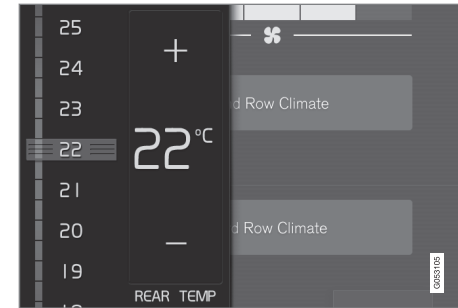 25
24
23
22
21
20
19
+
22°C
−
REAR TEMP
d Row Climate
d Row Climate
G053105